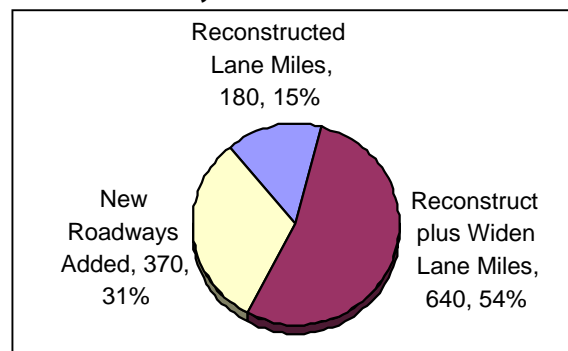 Reconstructed
Lane Miles,
180, 15%
New
Roadways
Added, 370,
31%
Reconstruct
plus Widen
Lane Miles,
640, 54%